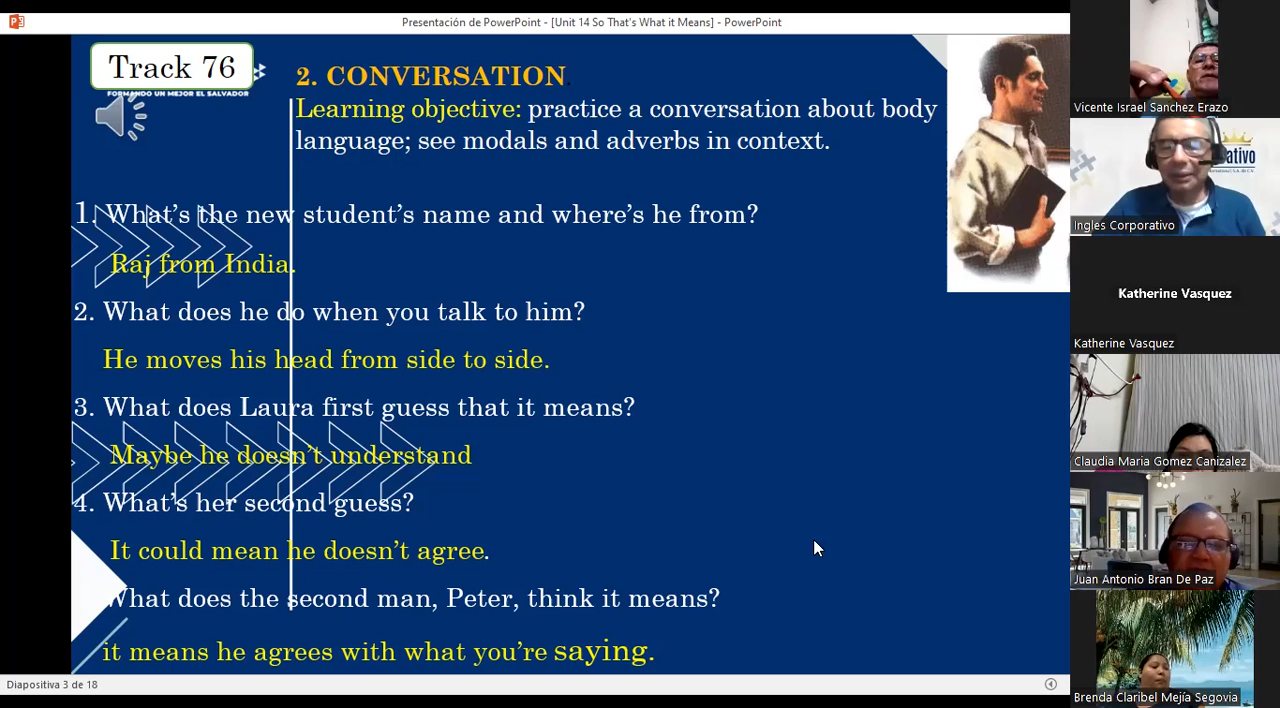 Presentación de PowerPoint - [Unit 14 So That's What it Means] - PowerPoint
Track 76
FORMANDO UN MEJOR EL SALVADOR
2. CONVERSATION
Learning objective: practice a conversation about body
language; see modals and adverbs in context.
1. What's the new student's name and where's he from?
Raj from India.
2. What does he do when you talk to him?
He moves his head from side to side.
3. What does Laura first guess that it means?
Maybe he doesn't understand
4. What's her second guess?
It could mean he doesn't agree.
What does the second man, Peter, think it means?
it means he agrees with what you're saying.
Diapositiva 3 de 18
Vicente Israel Sanchez Erazo
ativo
Ingles Corporativo
Katherine Vasquez
Katherine Vasquez
Claudia Maria Gomez Canizalez
Juan Antonio Bran De Paz
Brenda Claribel Mejía Segovia